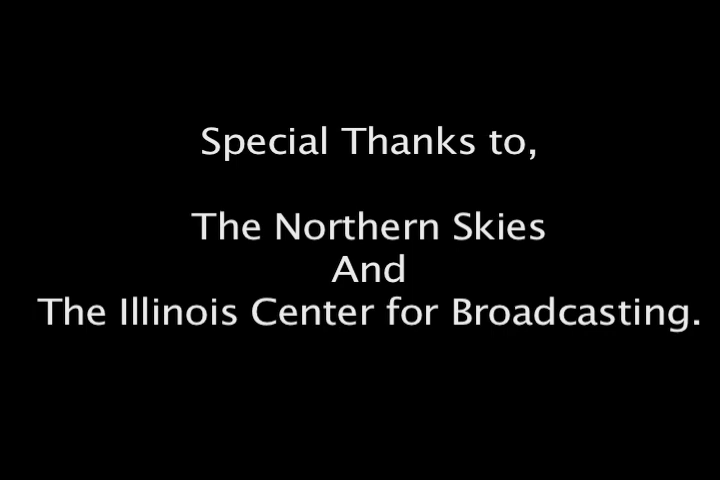 Special Thanks to,
The Northern Skies
And
The Illinois Center for Broadcasting.